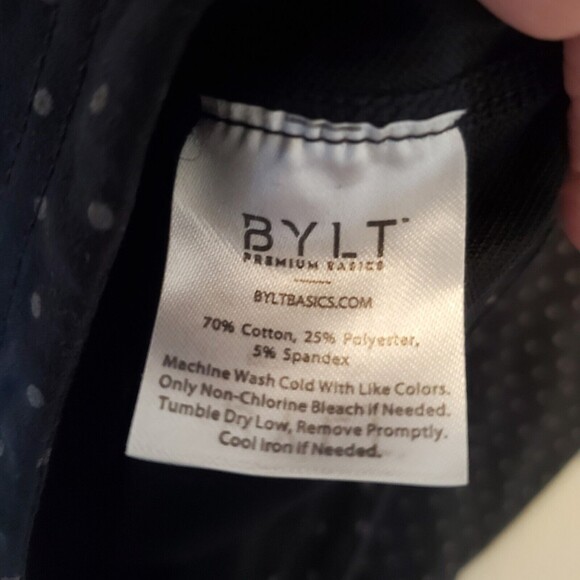 BYLT™
PREMIUM BASICS
BYLTBASICS.COM
70% Cotton, 25% Polyester,
5% Spandex
Machine Wash Cold With Like Colors.
Only Non-Chlorine Bleach if Needed.
Tumble Dry Low, Remove Promptly.
Cool Iron if Needed.